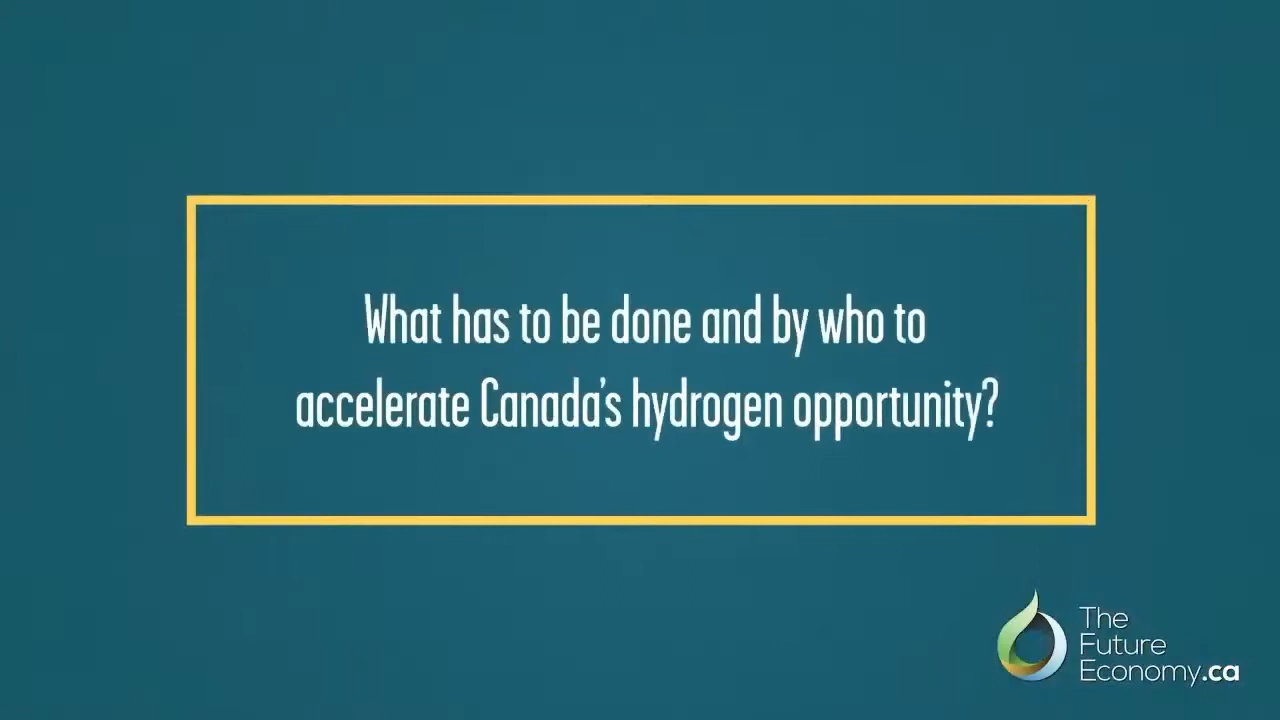 What has to be done and by who to
accelerate Canada's hydrogen opportunity?
The
Future
Economy.ca